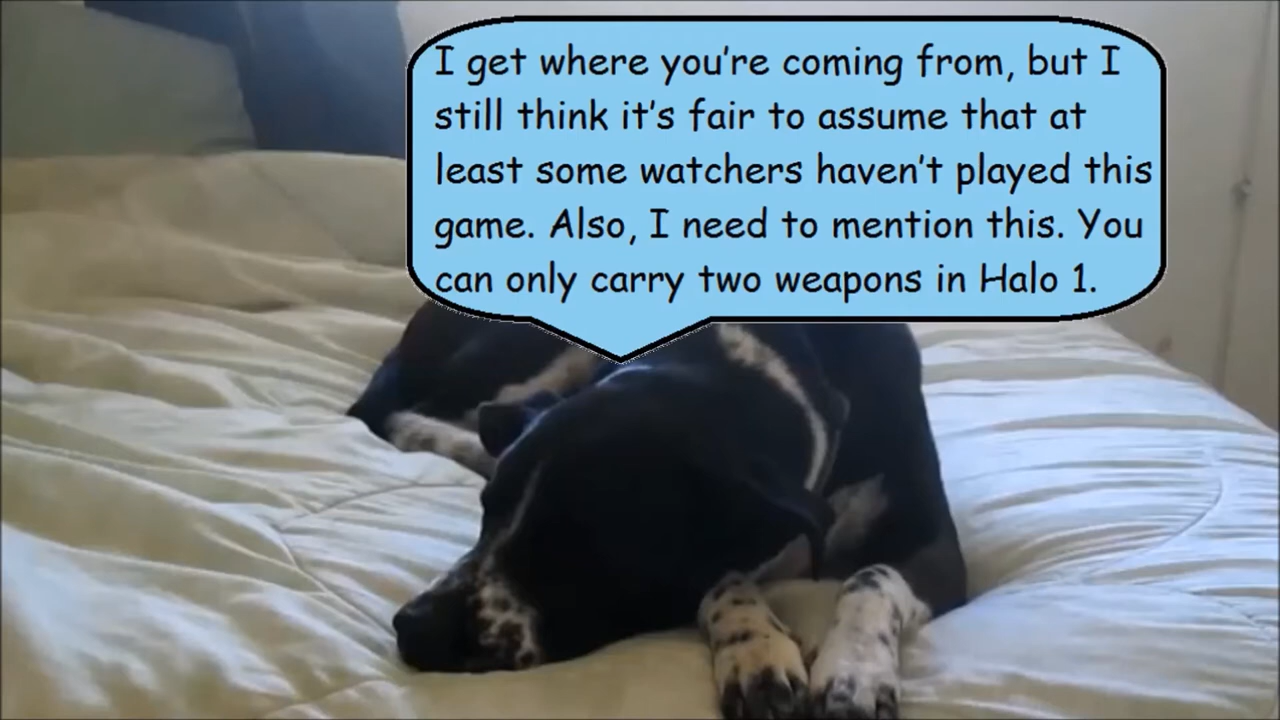 I get where you're coming from, but I
still think it's fair to assume that at
least some watchers haven't played this
game. Also, I need to mention this. You
can only carry two weapons in Halo 1.